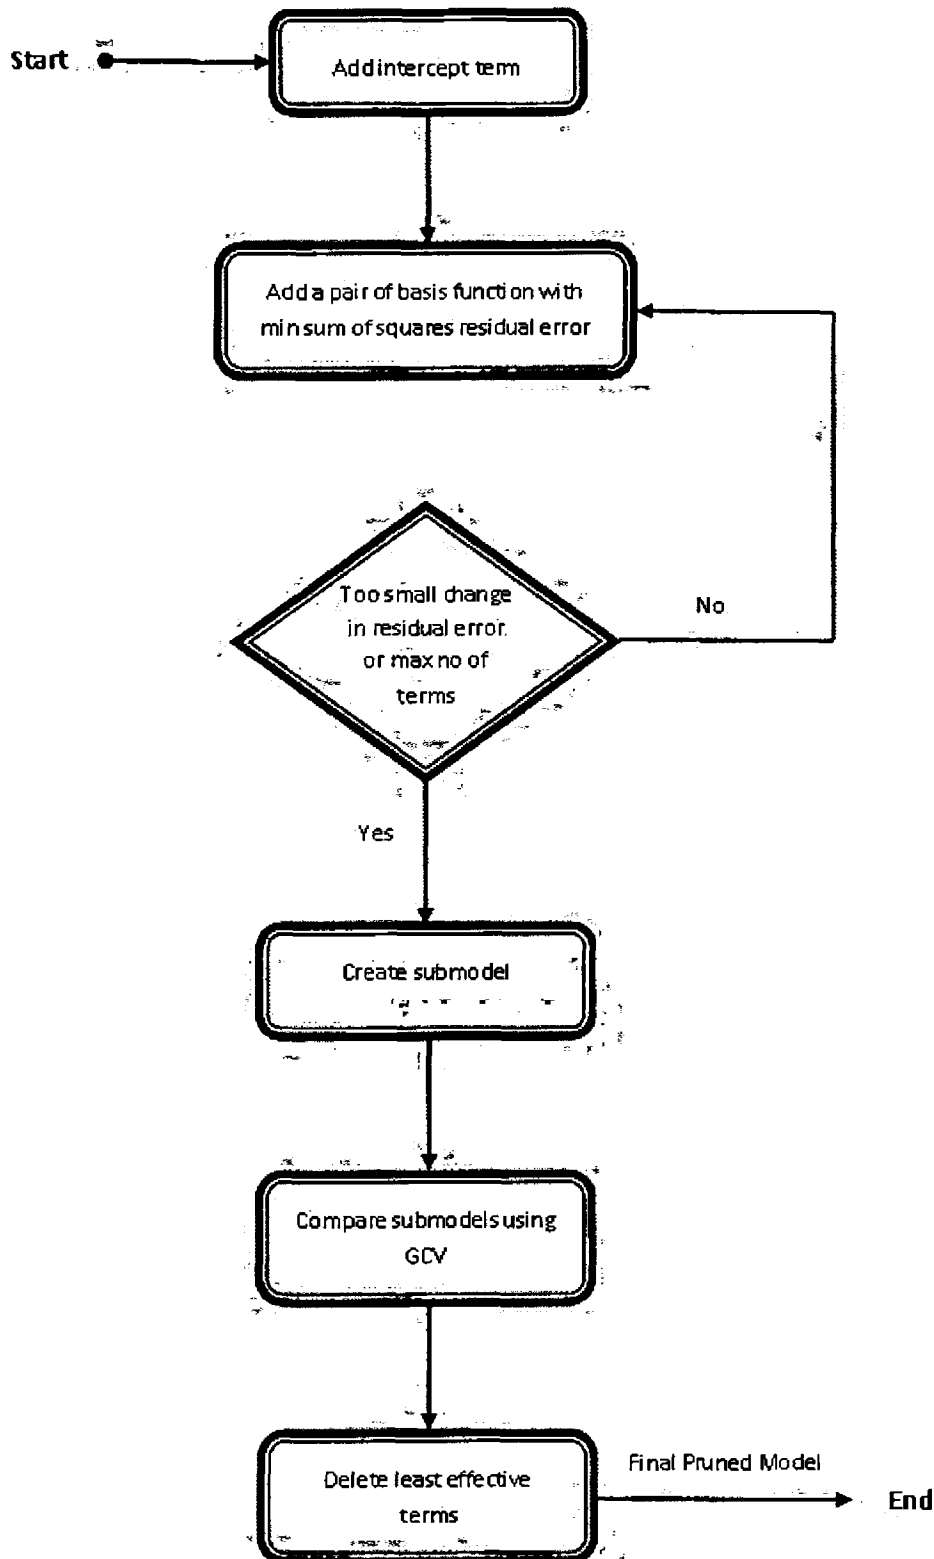 Start
Add intercept term
Add a pair of basis function with
min sum of squares residual error
Too small change
in residual error
or max no of
terms
No
Yes
Create submodel
Compare submodels using
GCV
Delete least effective
terms
Final Pruned Model
End